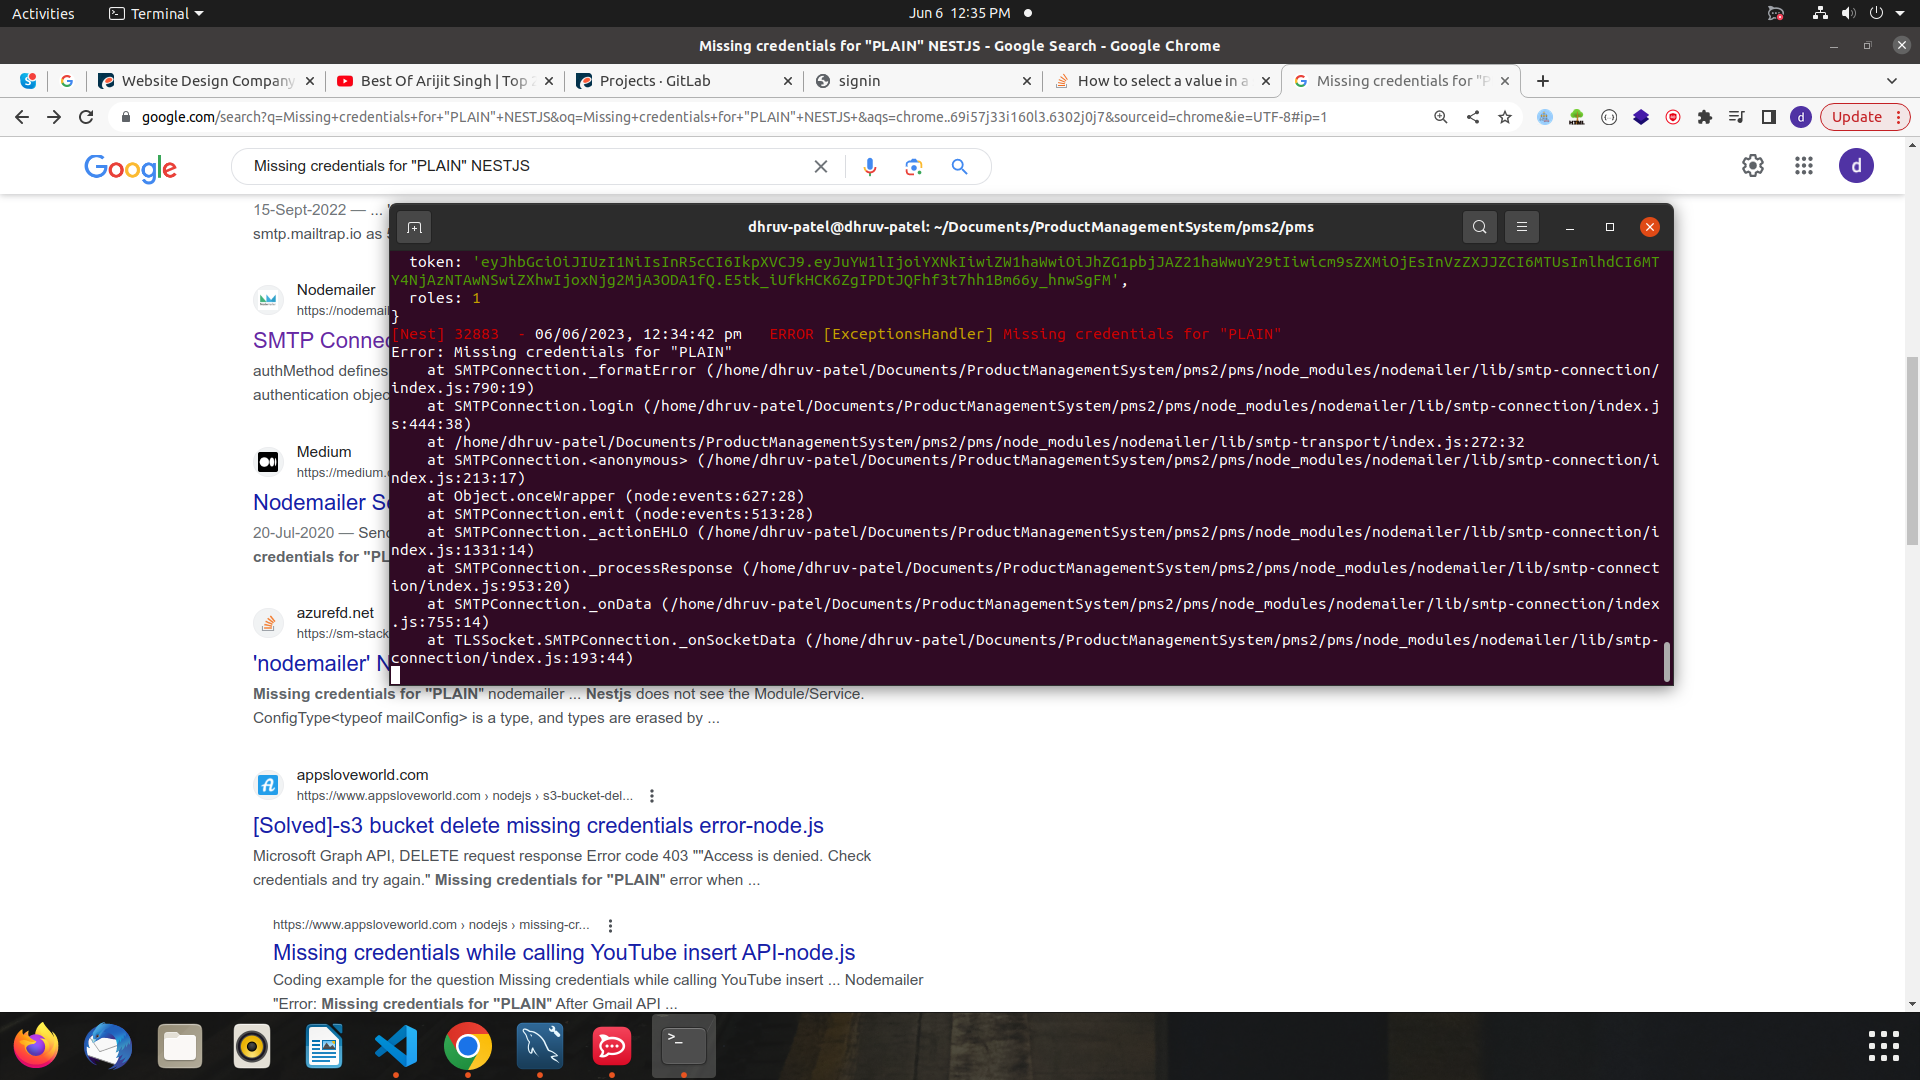 Activities Terminal Jun 6 12:35 PM
Missing credentials for "PLAIN" NESTJS - Google Search - Google Chrome
Website Design Company Best Of Arijit Singh | Top Projects · GitLab signin How to select a value in a Missing credentials for "P
google.com/search?q=Missing+credentials+for+"PLAIN"+NESTJS&oq=Missing+credentials+for+"PLAIN"+NESTJS+&aqs=chrome..69i57j33i160l3.6302j0j7&sourceid=chrome&ie=UTF-8#ip=1 d Update
Google Missing credentials for "PLAIN" NESTJS d
15-Sept-2022 — ...
smtp.mailtrap.io as
Nodemailer
https://nodemail
SMTP Connec
authMethod defines
authentication objec
Medium
https://medium.
Nodemailer Se
20-Jul-2020 — Send
credentials for "PL
azurefd.net
https://sm-stack
'nodemailer' N
dhruv-patel@dhruv-patel: ~/Documents/ProductManagementSystem/pms2/pms
token: 'eyJhbGciOiJIUzI1NiIsInR5cCI6IkpXVCJ9.eyJuYW1lIjoiYXNkIiwiZW1haWwiOiJhZG1pbjJAZ21haWwuY29tIiwicm9sZXMiOjEsInVzZXJJZCI6MTUsImlhdCI6MT
Y4NjAzNTAwNSwiZXhwIjoxNjg2MjA3ODA1fQ.E5tk_iUfkHCK6ZgIPDtJQFhf3t7hh1Bm66y_hnwSgFM',
roles: 1
}
[Nest] 32883 - 06/06/2023, 12:34:42 pm ERROR [ExceptionsHandler] Missing credentials for "PLAIN"
Error: Missing credentials for "PLAIN"
at SMTPConnection._formatError (/home/dhruv-patel/Documents/ProductManagementSystem/pms2/pms/node_modules/nodemailer/lib/smtp-connection/
index.js:790:19)
at SMTPConnection.login (/home/dhruv-patel/Documents/ProductManagementSystem/pms2/pms/node_modules/nodemailer/lib/smtp-connection/index.j
s:444:38)
at /home/dhruv-patel/Documents/ProductManagementSystem/pms2/pms/node_modules/nodemailer/lib/smtp-transport/index.js:272:32
at SMTPConnection.<anonymous> (/home/dhruv-patel/Documents/ProductManagementSystem/pms2/pms/node_modules/nodemailer/lib/smtp-connection/i
ndex.js:213:17)
at Object.onceWrapper (node:events:627:28)
at SMTPConnection.emit (node:events:513:28)
at SMTPConnection._actionEHLO (/home/dhruv-patel/Documents/ProductManagementSystem/pms2/pms/node_modules/nodemailer/lib/smtp-connection/i
ndex.js:1331:14)
at SMTPConnection._processResponse (/home/dhruv-patel/Documents/ProductManagementSystem/pms2/pms/node_modules/nodemailer/lib/smtp-connect
ion/index.js:953:20)
at SMTPConnection._onData (/home/dhruv-patel/Documents/ProductManagementSystem/pms2/pms/node_modules/nodemailer/lib/smtp-connection/index
.js:755:14)
at TLSSocket.SMTPConnection._onSocketData (/home/dhruv-patel/Documents/ProductManagementSystem/pms2/pms/node_modules/nodemailer/lib/smtp-
connection/index.js:193:44)
Missing credentials for "PLAIN" nodemailer ... Nestjs does not see the Module/Service.
ConfigType<typeof mailConfig> is a type, and types are erased by ...
appsloveworld.com
https://www.appsloveworld.com › nodejs › s3-bucket-del...
[Solved]-s3 bucket delete missing credentials error-node.js
Microsoft Graph API, DELETE request response Error code 403 ""Access is denied. Check
credentials and try again." Missing credentials for "PLAIN" error when ...
https://www.appsloveworld.com › nodejs › missing-cr...
Missing credentials while calling YouTube insert API-node.js
Coding example for the question Missing credentials while calling YouTube insert ... Nodemailer
"Error: Missing credentials for "PLAIN" After Gmail API ...